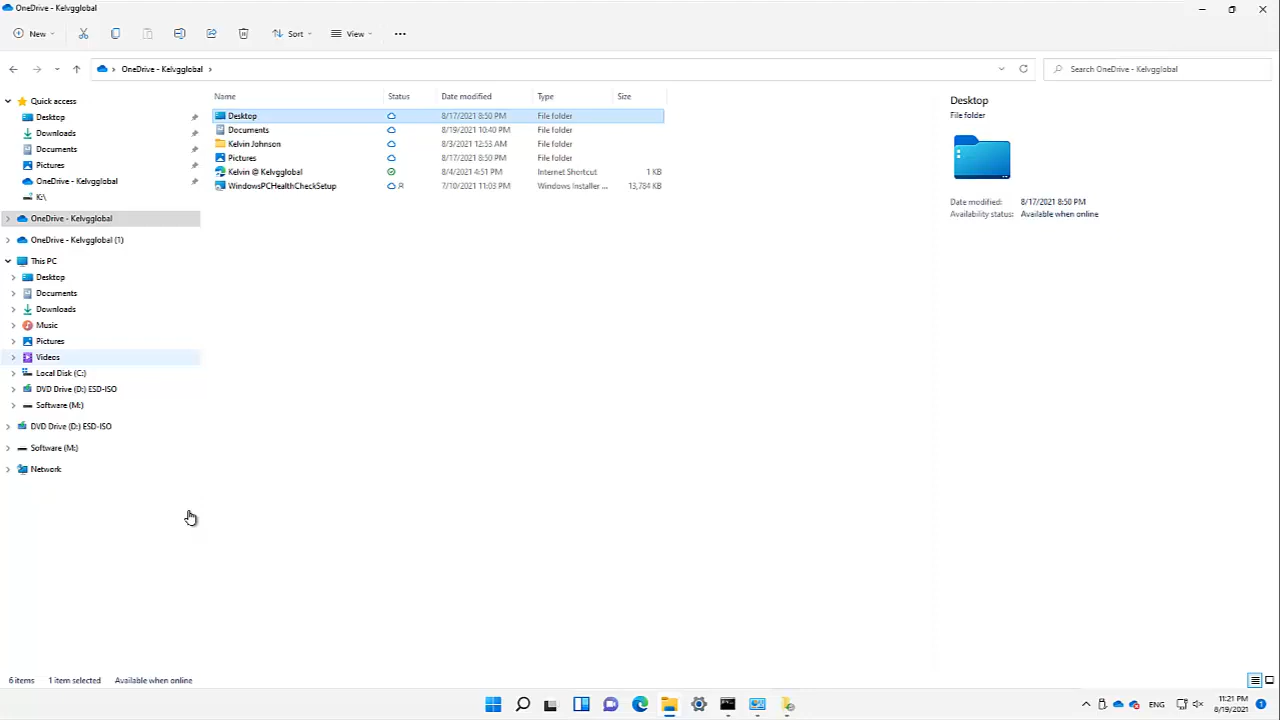 OneDrive - Kelvgglobal
New
Sort
View
OneDrive - Kelvgglobal
Search OneDrive - Kelvgglobal
Quick access
Desktop
Downloads
Documents
Pictures
OneDrive - Kelvgglobal
K:\
OneDrive - Kelvgglobal
OneDrive - Kelvgglobal (1)
This PC
Desktop
Documents
Downloads
Music
Pictures
Videos
Local Disk (C:)
DVD Drive (D:) ESD-ISO
Software (M:)
DVD Drive (D:) ESD-ISO
Software (M:)
Network
Name Status Date modified Type Size
Desktop 8/17/2021 8:50 PM File folder
Documents 8/19/2021 10:40 PM File folder
Kelvin Johnson 8/3/2021 12:53 AM File folder
Pictures 8/17/2021 8:50 PM File folder
Kelvin @ Kelvgglobal 8/4/2021 4:51 PM Internet Shortcut 1 KB
WindowsPCHealthCheckSetup 7/10/2021 11:03 PM Windows Installer ... 13,784 KB
Desktop
File folder
Date modified: 8/17/2021 8:50 PM
Availability status: Available when online
6 items 1 item selected Available when online
ENG
11:21 PM
8/19/2021
1